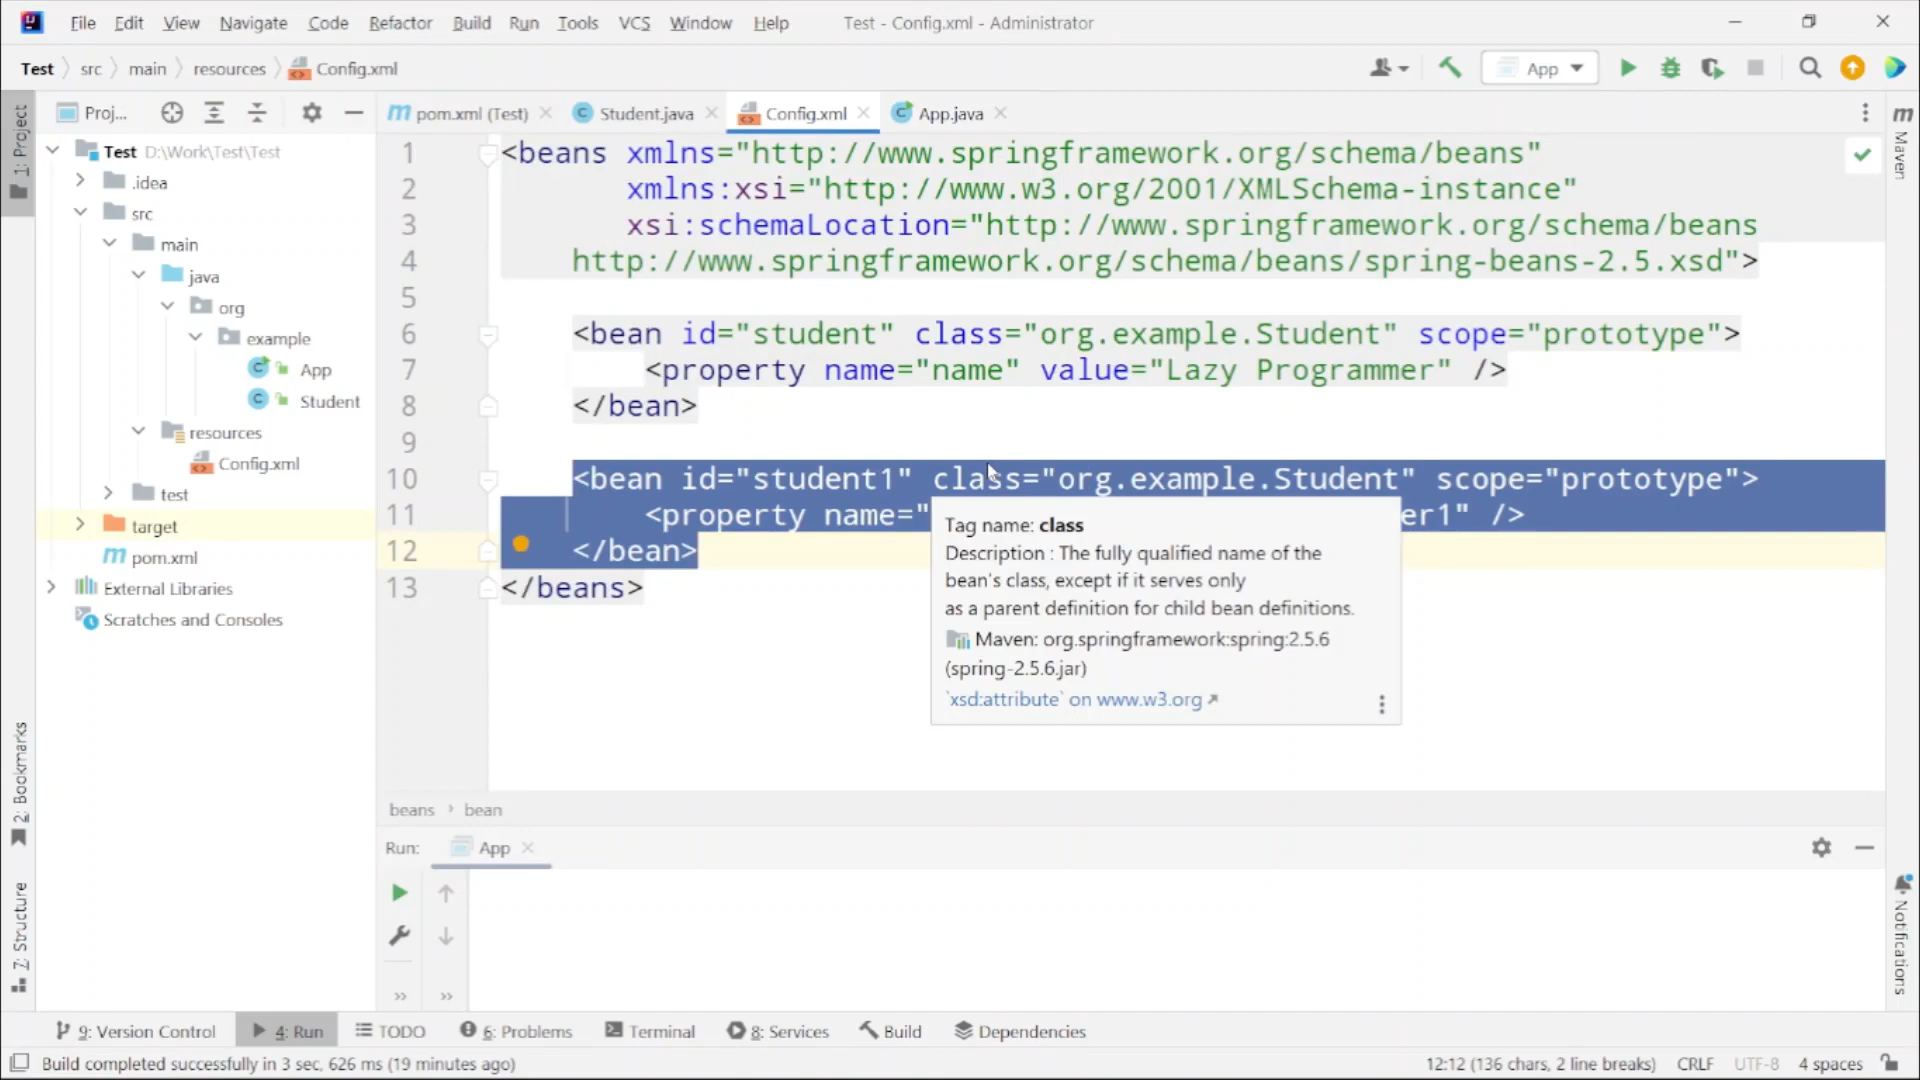 File Edit View Navigate Code Refactor Build Run Tools VCS Window Help Test - Config.xml - Administrator
Test src main resources Config.xml App
1: Project
Proj...
pom.xml (Test) Student.java Config.xml App.java
Maven
Test D:\Work\Test\Test
.idea
src
main
java
org
example
App
Student
resources
Config.xml
test
target
pom.xml
External Libraries
Scratches and Consoles
1 <beans xmlns="http://www.springframework.org/schema/beans"
2 xmlns:xsi="http://www.w3.org/2001/XMLSchema-instance"
3 xsi:schemaLocation="http://www.springframework.org/schema/beans
4 http://www.springframework.org/schema/beans/spring-beans-2.5.xsd">
5
6 <bean id="student" class="org.example.Student" scope="prototype">
7 <property name="name" value="Lazy Programmer" />
8 </bean>
9
10 <bean id="student1" class="org.example.Student" scope="prototype">
11 <property name=" er1" />
12 </bean>
13 </beans>
Tag name: class
Description : The fully qualified name of the
bean's class, except if it serves only
as a parent definition for child bean definitions.
Maven: org.springframework:spring:2.5.6
(spring-2.5.6.jar)
`xsd:attribute` on www.w3.org
beans bean
2: Bookmarks
Run: App
Z: Structure
Notifications
9: Version Control 4: Run TODO 6: Problems Terminal 8: Services Build Dependencies
Build completed successfully in 3 sec, 626 ms (19 minutes ago) 12:12 (136 chars, 2 line breaks) CRLF UTF-8 4 spaces